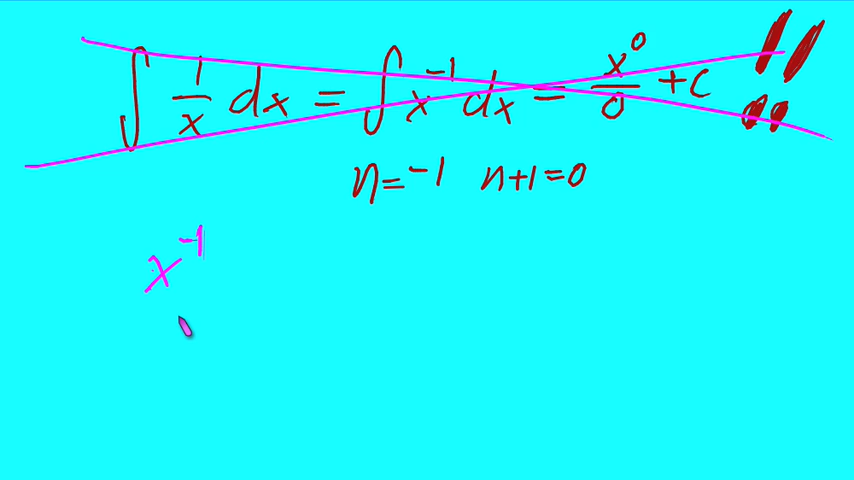 ∫ 1/x dx = ∫ x⁻¹ dx = x⁰/0 + c !!
n=-1 n+1=0
x⁻¹